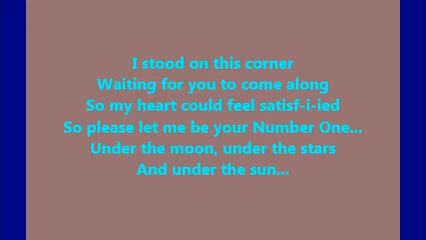 I stood on this corner
Waiting for you to come along
So my heart could feel satisf-i-ied
So please let me be your Number One...
Under the moon, under the stars
And under the sun...